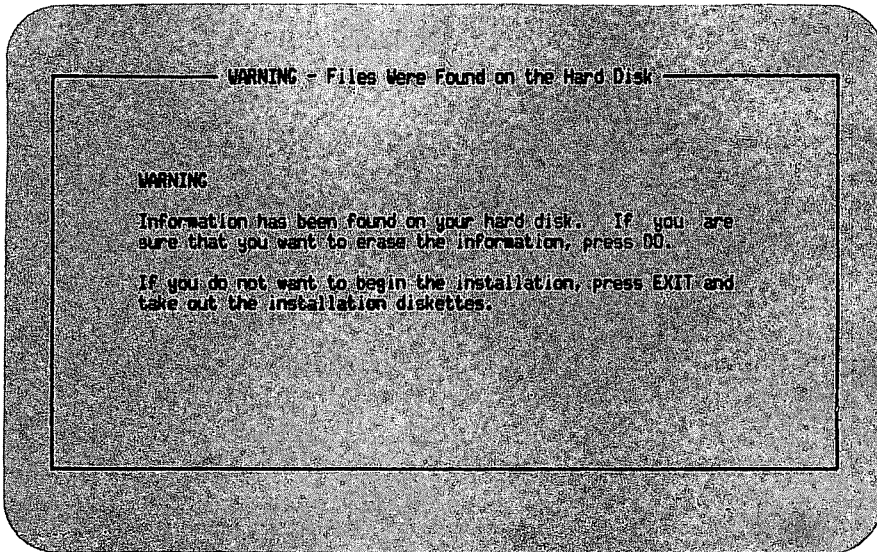 WARNING - Files Were Found on the Hard Disk
WARNING
Information has been found on your hard disk. If you are
sure that you want to erase the information, press DO.
If you do not want to begin the installation, press EXIT and
take out the installation diskettes.